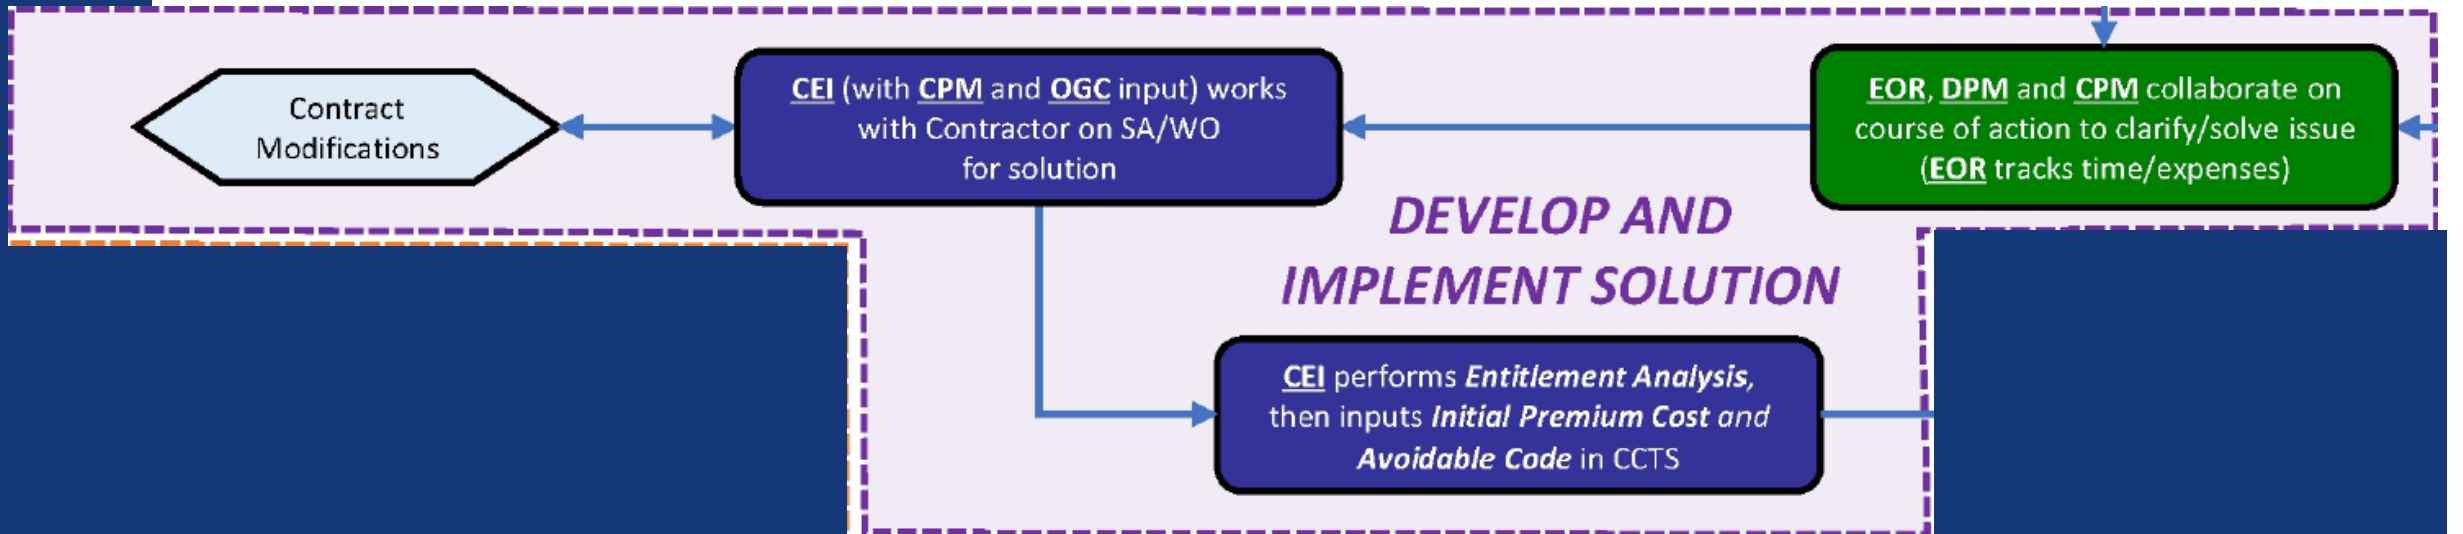 Contract
Modifications
CEI (with CPM and OGC input) works
with Contractor on SA/WO
for solution
EOR, DPM and CPM collaborate on
course of action to clarify/solve issue
(EOR tracks time/expenses)
DEVELOP AND
IMPLEMENT SOLUTION
CEI performs Entitlement Analysis,
then inputs Initial Premium Cost and
Avoidable Code in CCTS